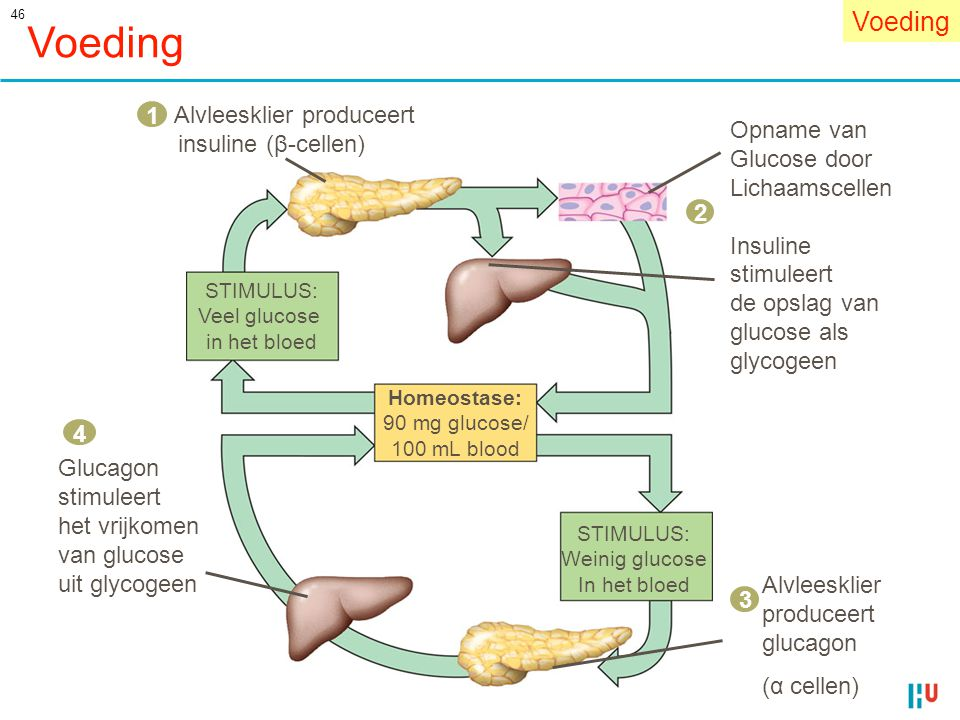 46
Voeding
Voeding
1
Alvleesklier produceert
insuline (β-cellen)
Opname van
Glucose door
Lichaamscellen
2
Insuline
stimuleert
de opslag van
glucose als
glycogeen
STIMULUS:
Veel glucose
in het bloed
Homeostase:
90 mg glucose/
100 mL blood
4
Glucagon
stimuleert
het vrijkomen
van glucose
uit glycogeen
STIMULUS:
Weinig glucose
In het bloed
3
Alvleesklier
produceert
glucagon
(α cellen)
HU